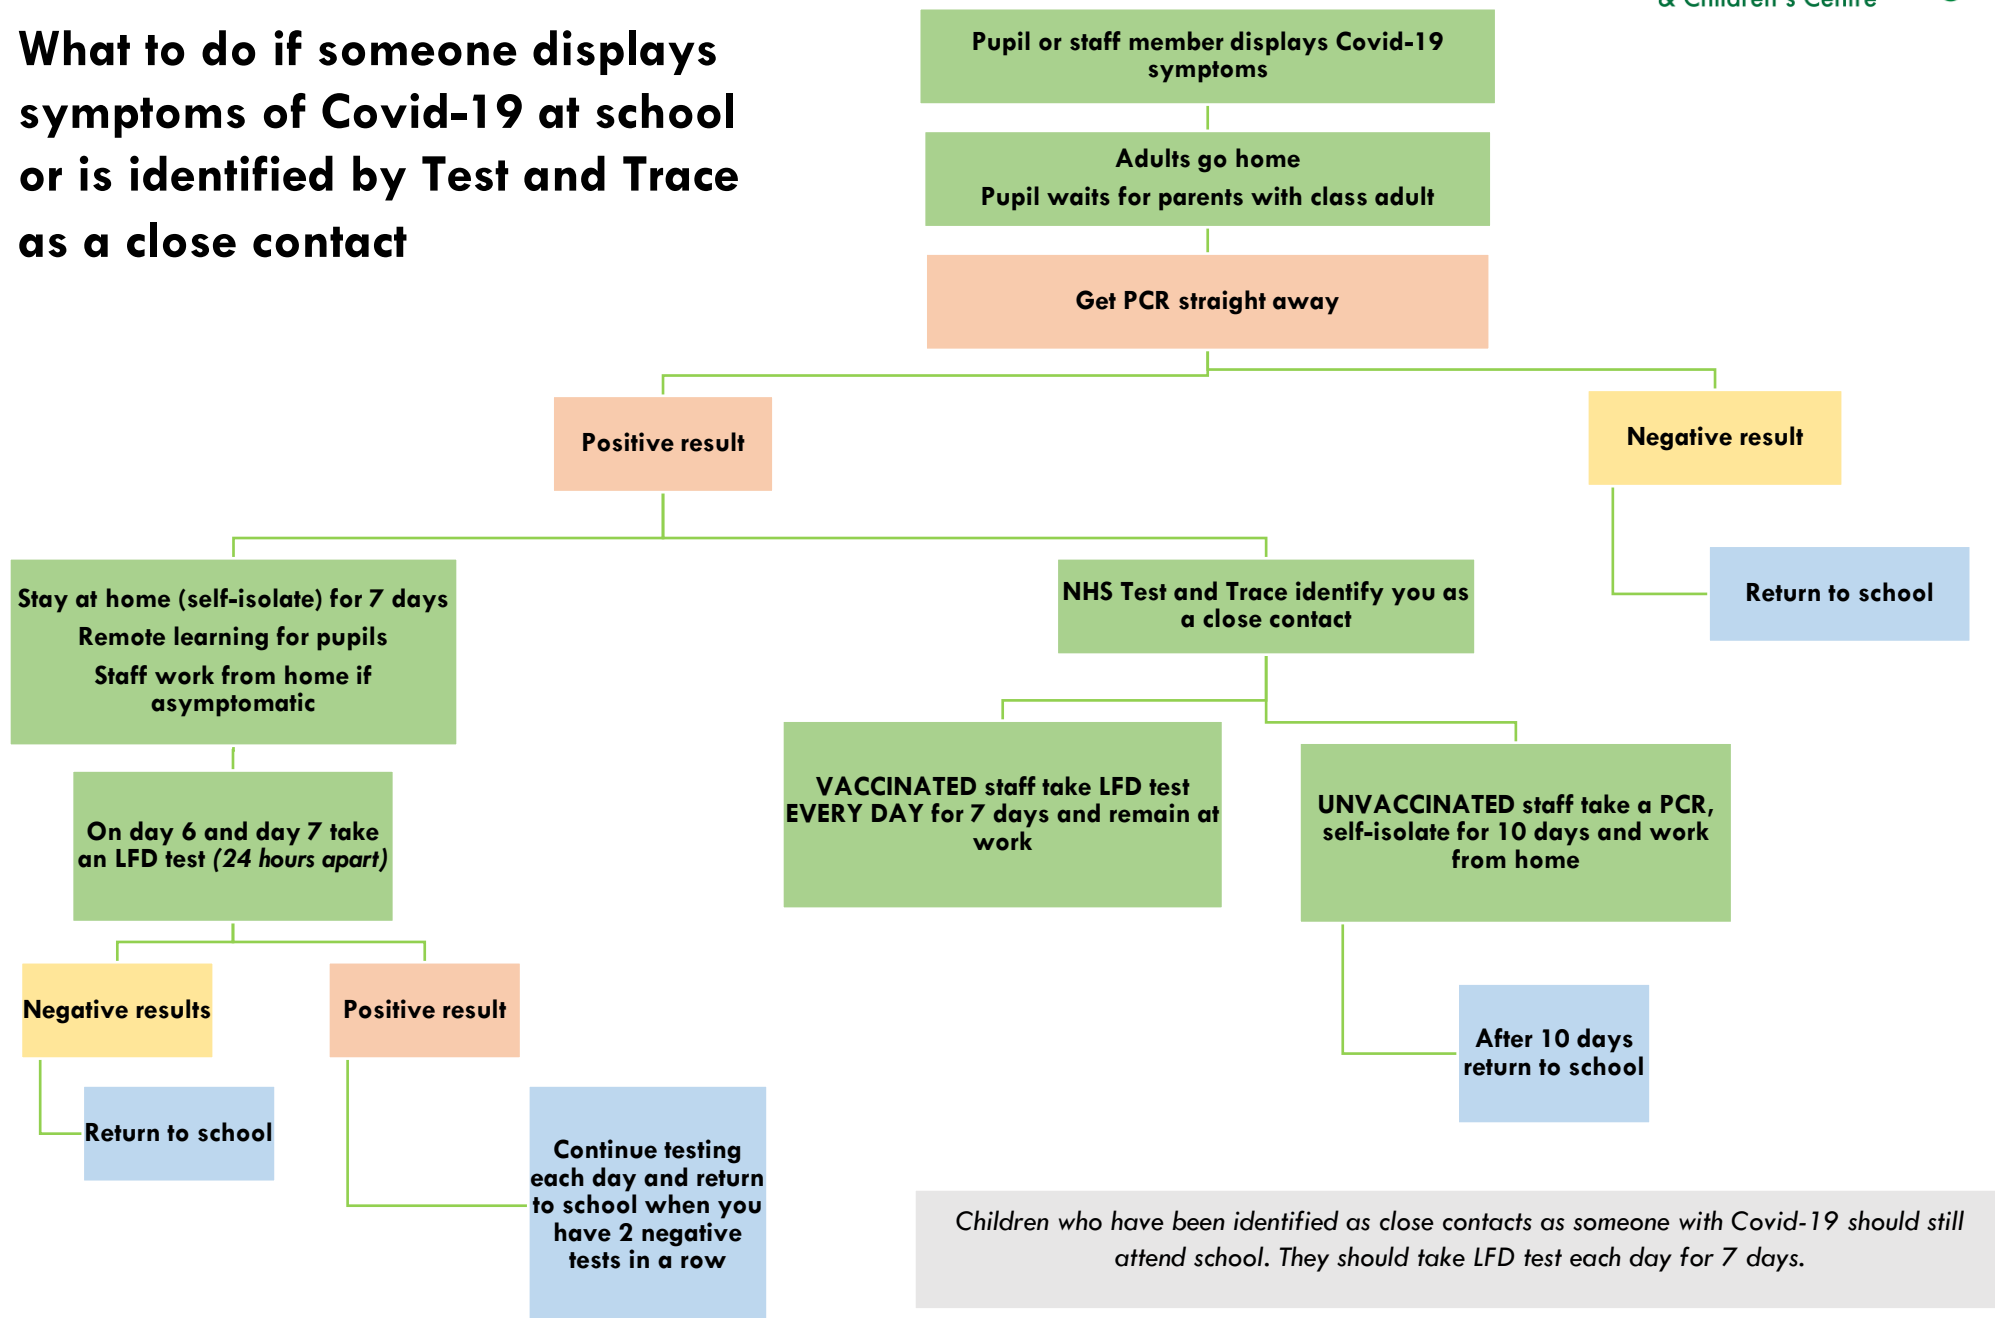 & Children's Centre
What to do if someone displays
symptoms of Covid-19 at school
or is identified by Test and Trace
as a close contact
Pupil or staff member displays Covid-19
symptoms
Adults go home
Pupil waits for parents with class adult
Get PCR straight away
Positive result
Negative result
Return to school
Stay at home (self-isolate) for 7 days
Remote learning for pupils
Staff work from home if
asymptomatic
NHS Test and Trace identify you as
a close contact
On day 6 and day 7 take
an LFD test (24 hours apart)
VACCINATED staff take LFD test
EVERY DAY for 7 days and remain at
work
UNVACCINATED staff take a PCR,
self-isolate for 10 days and work
from home
Negative results
Positive result
Return to school
Continue testing
each day and return
to school when you
have 2 negative
tests in a row
After 10 days
return to school
Children who have been identified as close contacts as someone with Covid-19 should still
attend school. They should take LFD test each day for 7 days.